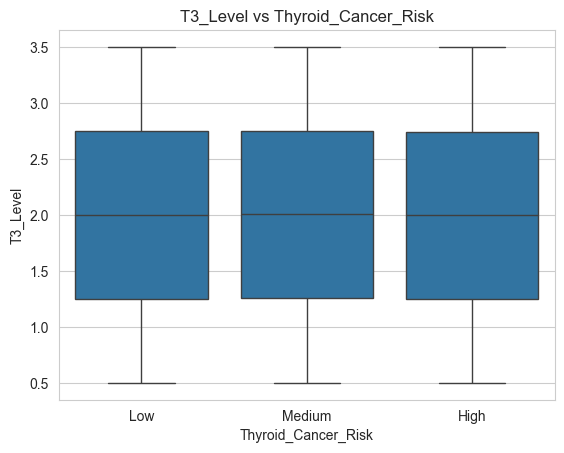 T3_Level vs Thyroid_Cancer_Risk
T3_Level
3.5
3.0
2.5
2.0
1.5
1.0
0.5
Low Medium High
Thyroid_Cancer_Risk